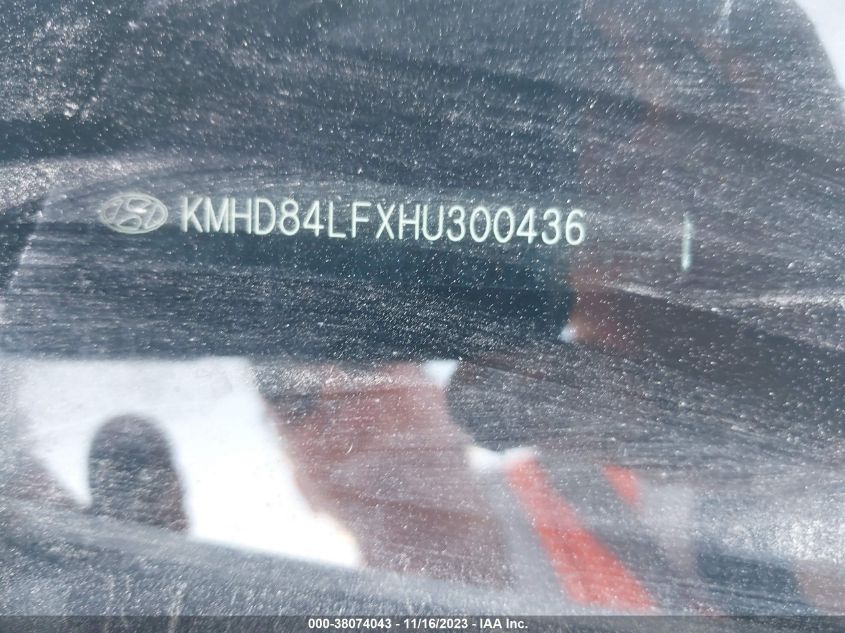 KMHD84LFXHU300436
000-38074043 - 11/16/2023 - IAA Inc.